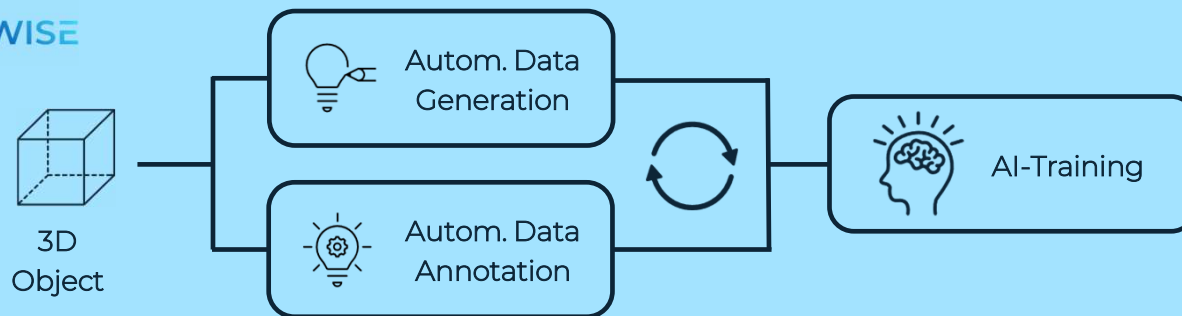 WISE
3D
Object
Autom. Data
Generation
Autom. Data
Annotation
AI-Training